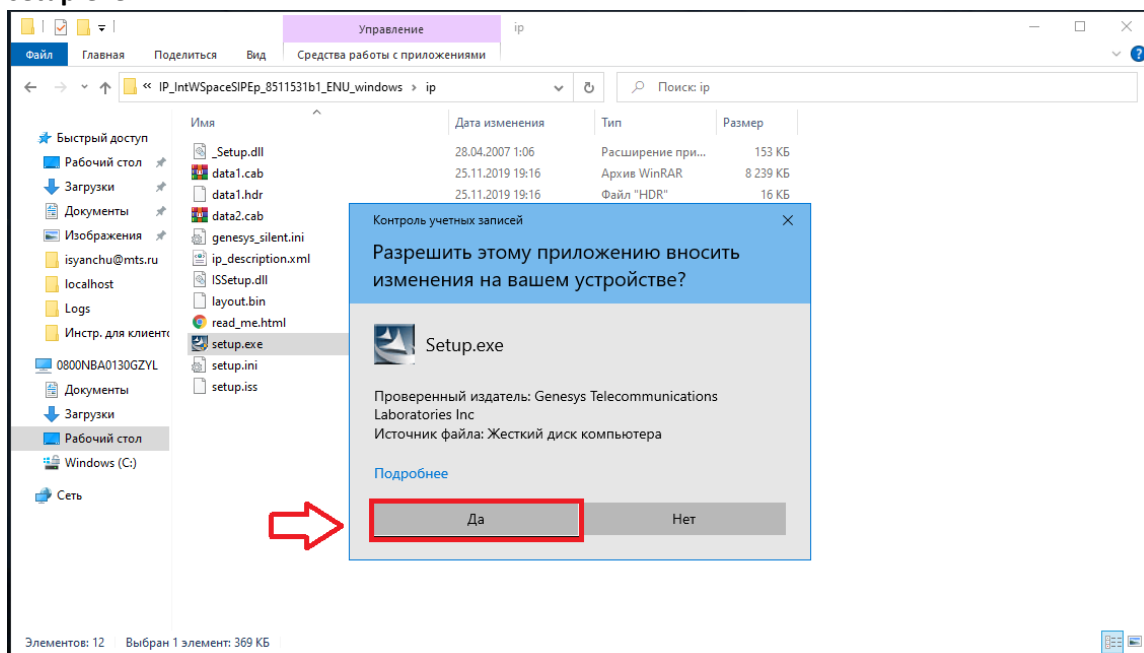 Управление
ip
Файл
Главная
Поделиться
Вид
Средства работы с приложениями
« IP_IntWSpaceSIPEp_8511531b1_ENU_windows › ip
Поиск: ip
Имя
Дата изменения
Тип
Размер
Быстрый доступ
Рабочий стол
Загрузки
Документы
Изображения
isyanchu@mts.ru
localhost
Logs
Инстр. для клиенто
0800NBA0130GZYL
Документы
Загрузки
Рабочий стол
Windows (C:)
Сеть
_Setup.dll 28.04.2007 1:06 Расширение при... 153 КБ
data1.cab 25.11.2019 19:16 Архив WinRAR 8 239 КБ
data1.hdr 25.11.2019 19:16 Файл "HDR" 16 КБ
data2.cab
genesys_silent.ini
ip_description.xml
ISSetup.dll
layout.bin
read_me.html
setup.exe
setup.ini
setup.iss
Контроль учетных записей
Разрешить этому приложению вносить
изменения на вашем устройстве?
Setup.exe
Проверенный издатель: Genesys Telecommunications
Laboratories Inc
Источник файла: Жесткий диск компьютера
Подробнее
Да
Нет
Элементов: 12
Выбран 1 элемент: 369 КБ